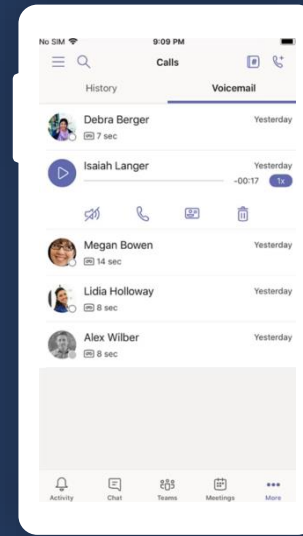 No SIM 9:09 PM
Calls
History Voicemail
Debra Berger Yesterday
7 sec
Isaiah Langer Yesterday
-00:17 1x
Megan Bowen Yesterday
14 sec
Lidia Holloway Yesterday
8 sec
Alex Wilber Yesterday
8 sec
Activity Chat Teams Meetings More